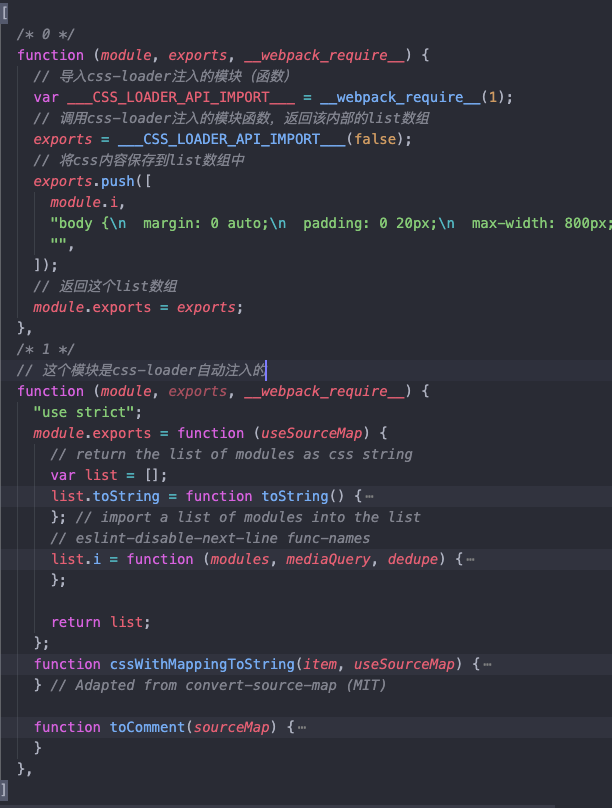 [
  /* 0 */
  function (module, exports, __webpack_require__) {
    // 导入css-loader注入的模块（函数）
    var ___CSS_LOADER_API_IMPORT___ = __webpack_require__(1);
    // 调用css-loader注入的模块函数，返回该内部的list数组
    exports = ___CSS_LOADER_API_IMPORT___(false);
    // 将css内容保存到list数组中
    exports.push([
      module.i,
      "body {\n  margin: 0 auto;\n  padding: 0 20px;\n  max-width: 800px;
      "",
    ]);
    // 返回这个list数组
    module.exports = exports;
  },
  /* 1 */
  // 这个模块是css-loader自动注入的
  function (module, exports, __webpack_require__) {
    "use strict";
    module.exports = function (useSourceMap) {
      // return the list of modules as css string
      var list = [];
      list.toString = function toString() {⋯
      }; // import a list of modules into the list
      // eslint-disable-next-line func-names
      list.i = function (modules, mediaQuery, dedupe) {⋯
      };
      return list;
    };
    function cssWithMappingToString(item, useSourceMap) {⋯
    } // Adapted from convert-source-map (MIT)
    function toComment(sourceMap) {⋯
    }
  },
]